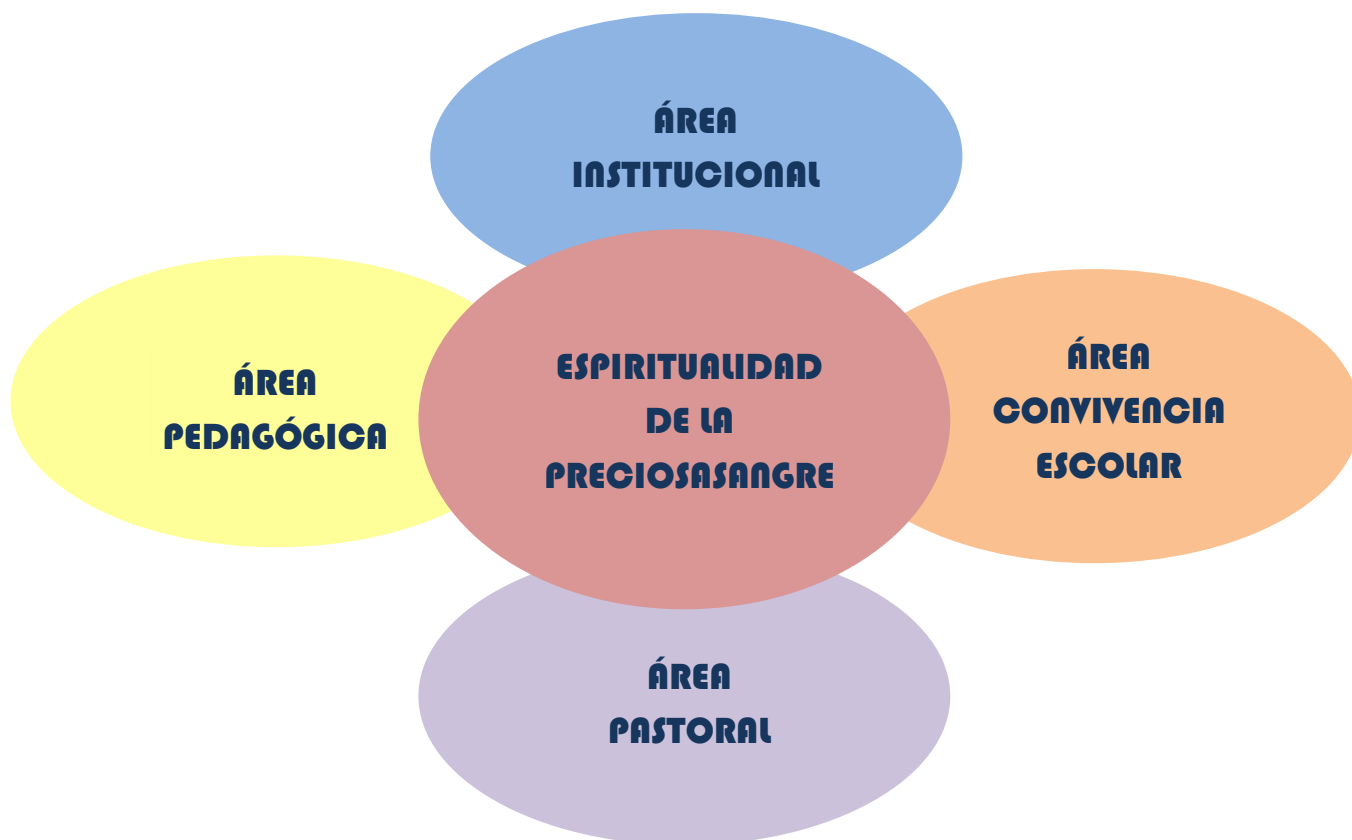 ÁREA
INSTITUCIONAL
ÁREA
PEDAGÓGICA
ESPIRITUALIDAD
DE LA
PRECIOSASANGRE
ÁREA
CONVIVENCIA
ESCOLAR
ÁREA
PASTORAL